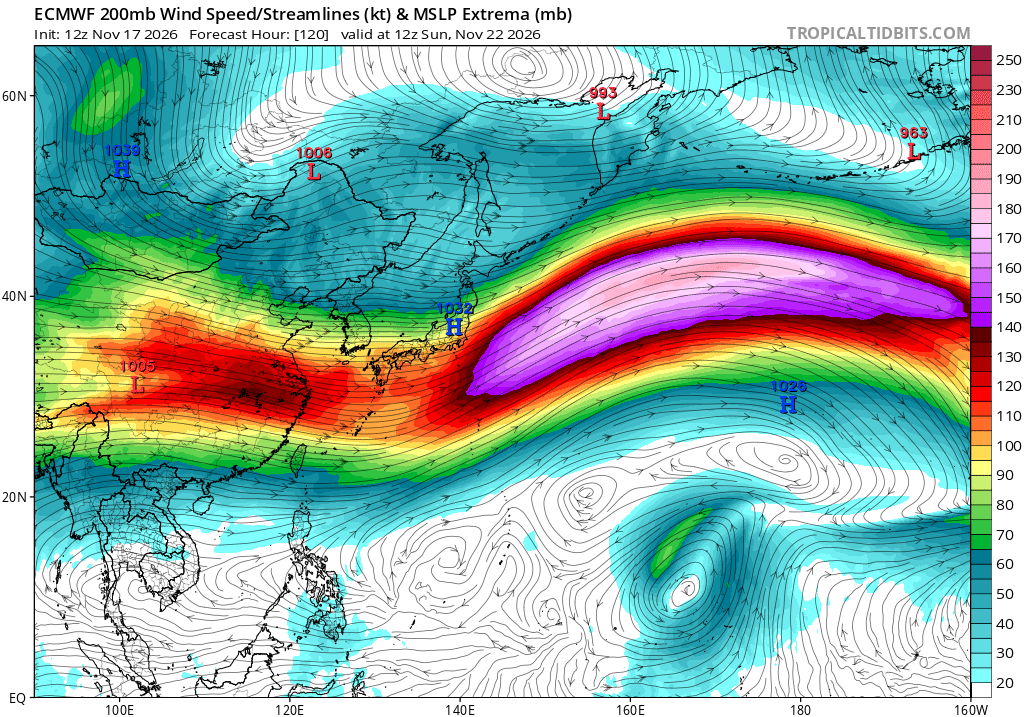 ECMWF 200mb Wind Speed/Streamlines (kt) & MSLP Extrema (mb)
Init: 12z Nov 17 2026 Forecast Hour: [120] valid at 12z Sun, Nov 22 2026
TROPICALTIDBITS.COM
60N
40N
20N
EQ
1039
H
1006
L
993
L
963
L
1032
H
1005
L
1026
H
250
230
210
200
190
180
170
160
140
130
120
110
100
90
80
70
60
50
40
30
20
100E
120E
140E
160E
180
160W